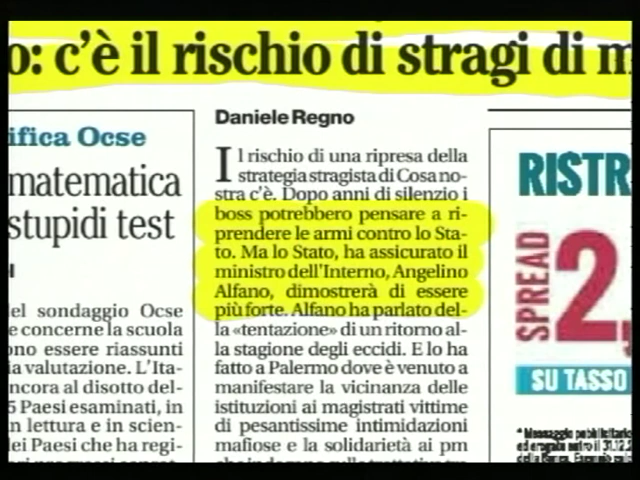 o: c'è il rischio di stragi di m
ifica Ocse
matematica
stupidi test
el sondaggio Ocse
e concerne la scuola
ono essere riassunti
ia valutazione. L'Ita-
ancora al disotto del-
5 Paesi esaminati, in
n lettura e in scien-
dei Paesi che ha regi-
Daniele Regno
Il rischio di una ripresa della
strategia stragista di Cosa no-
stra c'è. Dopo anni di silenzio i
boss potrebbero pensare a ri-
prendere le armi contro lo Sta-
to. Ma lo Stato, ha assicurato il
ministro dell'Interno, Angelino
Alfano, dimostrerà di essere
più forte. Alfano ha parlato del-
la «tentazione» di un ritorno al-
la stagione degli eccidi. E lo ha
fatto a Palermo dove è venuto a
manifestare la vicinanza delle
istituzioni ai magistrati vittime
di pesantissime intimidazioni
mafiose e la solidarietà ai pm
RISTR
SPREAD
2,
SU TASSO